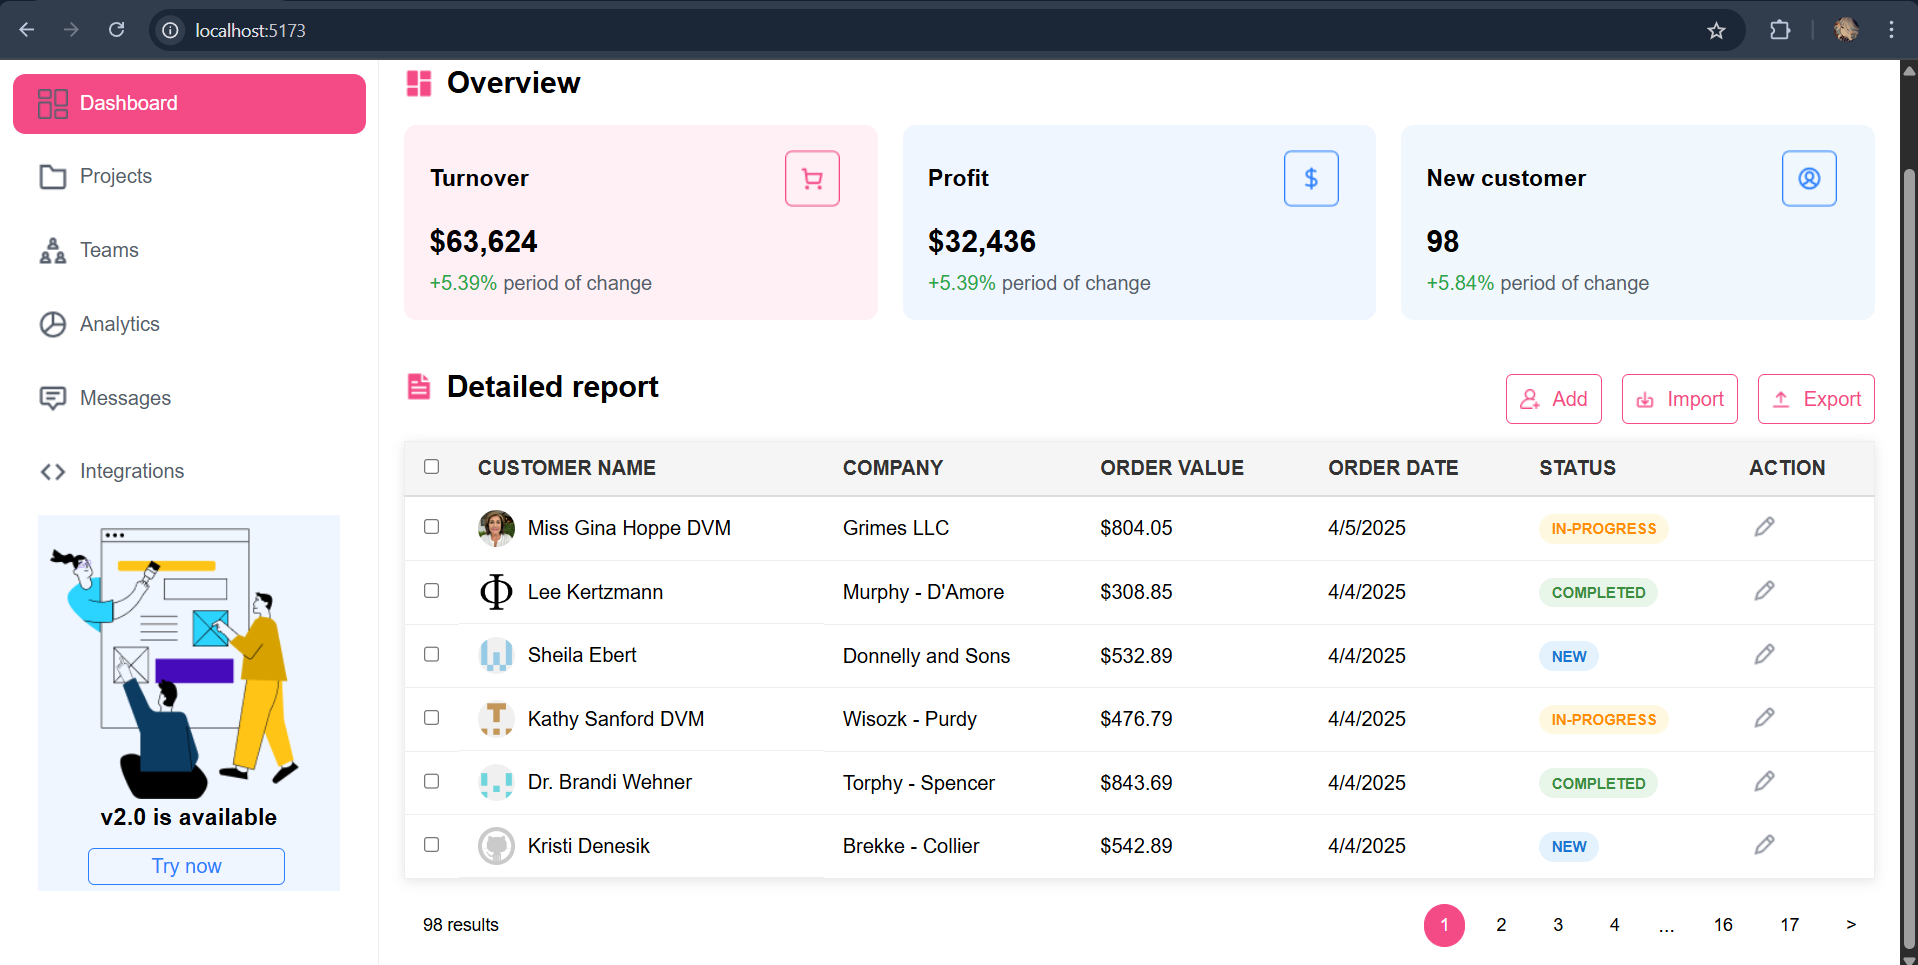 localhost:5173
Dashboard
Projects
Teams
Analytics
Messages
Integrations
v2.0 is available
Try now
Overview
Turnover
$63,624
+5.39% period of change
Profit
$
$32,436
+5.39% period of change
New customer
98
+5.84% period of change
Detailed report
Add
Import
Export
CUSTOMER NAME COMPANY ORDER VALUE ORDER DATE STATUS ACTION
Miss Gina Hoppe DVM Grimes LLC $804.05 4/5/2025 IN-PROGRESS
Lee Kertzmann Murphy - D'Amore $308.85 4/4/2025 COMPLETED
Sheila Ebert Donnelly and Sons $532.89 4/4/2025 NEW
Kathy Sanford DVM Wisozk - Purdy $476.79 4/4/2025 IN-PROGRESS
Dr. Brandi Wehner Torphy - Spencer $843.69 4/4/2025 COMPLETED
Kristi Denesik Brekke - Collier $542.89 4/4/2025 NEW
98 results
1 2 3 4 ... 16 17 >